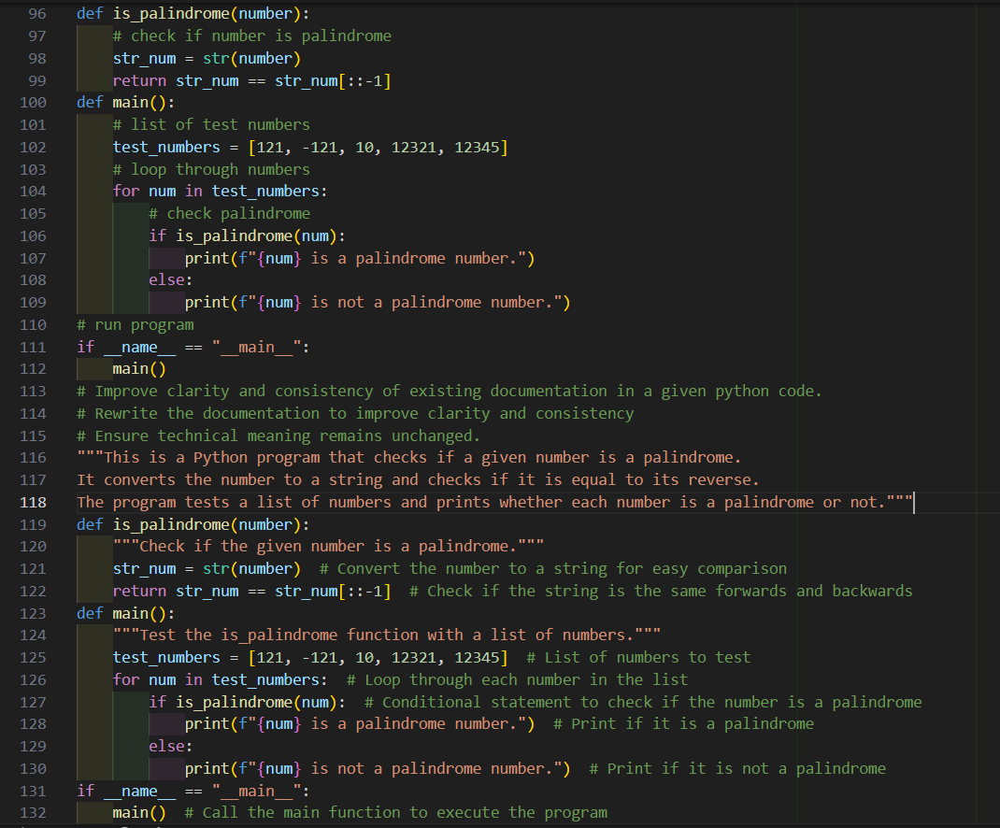 96 def is_palindrome(number):
97     # check if number is palindrome
98     str_num = str(number)
99     return str_num == str_num[::-1]
100 def main():
101     # list of test numbers
102     test_numbers = [121, -121, 10, 12321, 12345]
103     # loop through numbers
104     for num in test_numbers:
105         # check palindrome
106         if is_palindrome(num):
107             print(f"{num} is a palindrome number.")
108         else:
109             print(f"{num} is not a palindrome number.")
110 # run program
111 if __name__ == "__main__":
112     main()
113 # Improve clarity and consistency of existing documentation in a given python code.
114 # Rewrite the documentation to improve clarity and consistency
115 # Ensure technical meaning remains unchanged.
116 """This is a Python program that checks if a given number is a palindrome.
117 It converts the number to a string and checks if it is equal to its reverse.
118 The program tests a list of numbers and prints whether each number is a palindrome or not."""
119 def is_palindrome(number):
120     """Check if the given number is a palindrome."""
121     str_num = str(number)  # Convert the number to a string for easy comparison
122     return str_num == str_num[::-1]  # Check if the string is the same forwards and backwards
123 def main():
124     """Test the is_palindrome function with a list of numbers."""
125     test_numbers = [121, -121, 10, 12321, 12345]  # List of numbers to test
126     for num in test_numbers:  # Loop through each number in the list
127         if is_palindrome(num):  # Conditional statement to check if the number is a palindrome
128             print(f"{num} is a palindrome number.")  # Print if it is a palindrome
129         else:
130             print(f"{num} is not a palindrome number.")  # Print if it is not a palindrome
131 if __name__ == "__main__":
132     main()  # Call the main function to execute the program